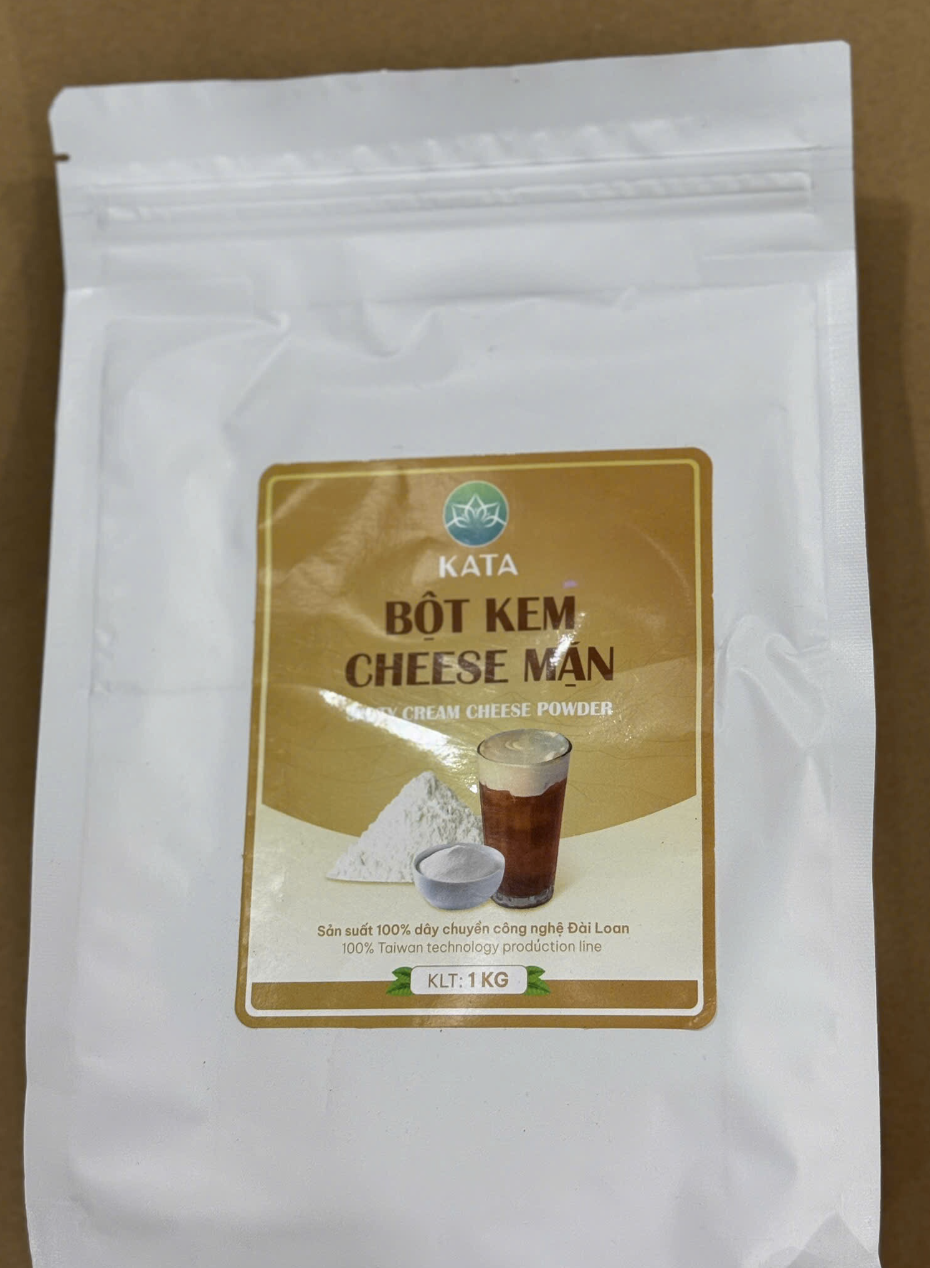 KATA
BỘT KEM
CHEESE MẶN
CREAM CHEESE POWDER
Sản suất 100% dây chuyền công nghệ Đài Loan
100% Taiwan technology production line
KLT: 1 KG